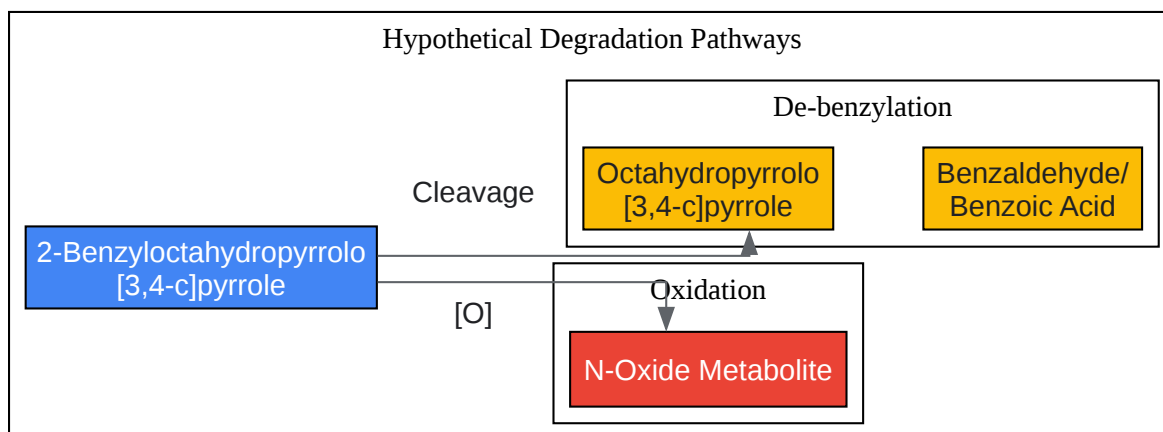 Hypothetical Degradation Pathways
De-benzylation
Octahydropyrrolo
[3,4-c]pyrrole
Benzaldehyde/
Benzoic Acid
Cleavage
2-Benzyloctahydropyrrolo
[3,4-c]pyrrole
[O]
Oxidation
N-Oxide Metabolite